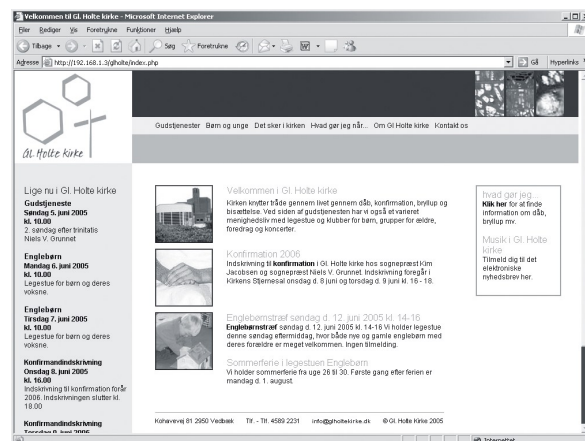 Velkommen til Gl. Holte kirke - Microsoft Internet Explorer
Filer Rediger Vis Foretrukne Funktioner Hjælp
Tilbage Søg Foretrukne
Adresse http://192.168.1.3/glholte/index.php Gå Hyperlinks
Gl. Holte kirke
Gudstjenester Børn og unge Det sker i kirken Hvad gør jeg når... Om Gl Holte kirke Kontakt os
Lige nu i Gl. Holte kirke
Gudstjeneste
Søndag 5. juni 2005
kl. 10.00
2. søndag efter trinitatis
Niels V. Grunnet
Englebørn
Mandag 6. juni 2005
kl. 10.00
Legestue for børn og deres
voksne.
Englebørn
Tirsdag 7. juni 2005
kl. 10.00
Legestue for børn og deres
voksne.
Konfirmandindskrivning
Onsdag 8. juni 2005
kl. 16.00
Indskrivning til konfirmation forår
2006. Indskrivningen slutter kl.
18.00
Konfirmandindskrivning
Torsdag 9. juni 2005
Velkommen i Gl. Holte kirke
Kirken knytter tråde gennem livet gennem dåb, konfirmation, bryllup og
bisættelse. Ved siden af gudstjenesten har vi også et varieret
menighedsliv med legestue og klubber for børn, grupper for ældre,
foredrag og koncerter.
Konfirmation 2006
Indskrivning til konfirmation i Gl. Holte kirke hos sognepræst Kim
Jacobsen og sognepræst Niels V. Grunnet. Indskrivning foregår i
Kirkens Stjernesal onsdag d. 8 juni og torsdag d. 9 juni kl. 16 - 18.
Englebørnstræf søndag d. 12. juni 2005 kl. 14-16
Englebørnstræf søndag d. 12. juni 2005 kl. 14-16 Vi holder legestue
denne søndag eftermiddag, hvor både nye og gamle englebørn med
deres forældre er meget velkommen. Ingen tilmelding.
Sommerferie i legestuen Englebørn
Vi holder sommerferie fra uge 26 til 30. Første gang efter ferien er
mandag d. 1. august.
hvad gør jeg...
Klik her for at finde
information om dåb,
bryllup mv.
Musik i Gl. Holte
kirke
Tilmeld dig til det
elektroniske
nyhedsbrev her.
Kohavevej 81 2950 Vedbæk Tlf. - Tlf. 4589 2231 info@glholtekirke.dk © Gl. Holte Kirke 2005
Internettet